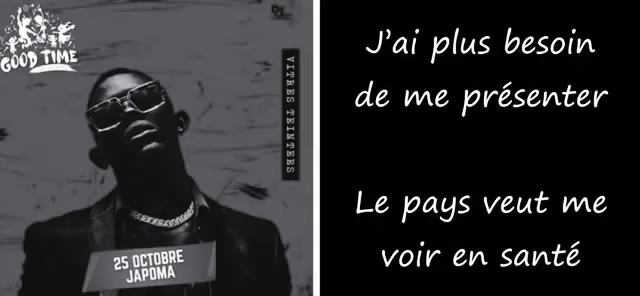 GOOD TIME
VITRES TEINTEES
25 OCTOBRE
JAPOMA
J'ai plus besoin
de me présenter
Le pays veut me
voir en santé